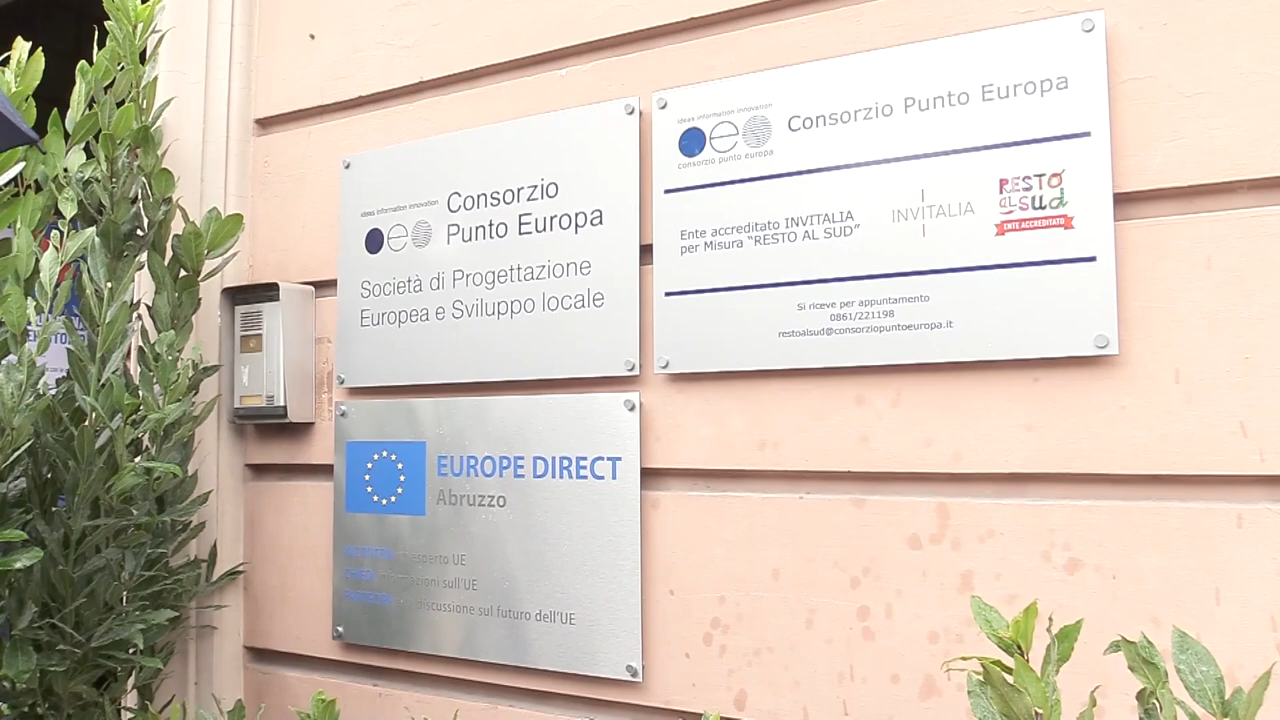 ideas information innovation
Consorzio
Punto Europa
Società di Progettazione
Europea e Sviluppo locale
ideas information innovation
consorzio punto europa
Consorzio Punto Europa
Ente accreditato INVITALIA
per Misura “RESTO AL SUD”
INVITALIA
RESTO
AL SUd
ENTE ACCREDITATO
Si riceve per appuntamento
0861/221198
restoalsud@consorziopuntoeuropa.it
EUROPE DIRECT
Abruzzo
esperto UE
informazioni sull'UE
discussione sul futuro dell'UE